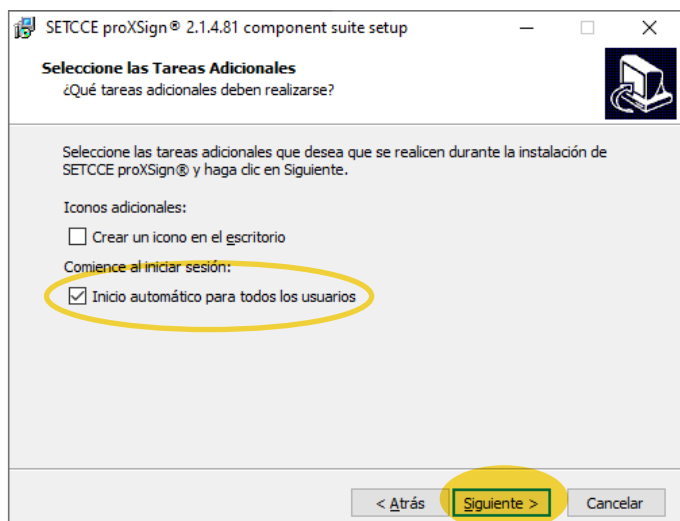 SETCCE proXSign® 2.1.4.81 component suite setup
Seleccione las Tareas Adicionales
¿Qué tareas adicionales deben realizarse?
Seleccione las tareas adicionales que desea que se realicen durante la instalación de
SETCCE proXSign® y haga clic en Siguiente.
Iconos adicionales:
Crear un icono en el escritorio
Comience al iniciar sesión:
Inicio automático para todos los usuarios
< Atrás
Siguiente >
Cancelar